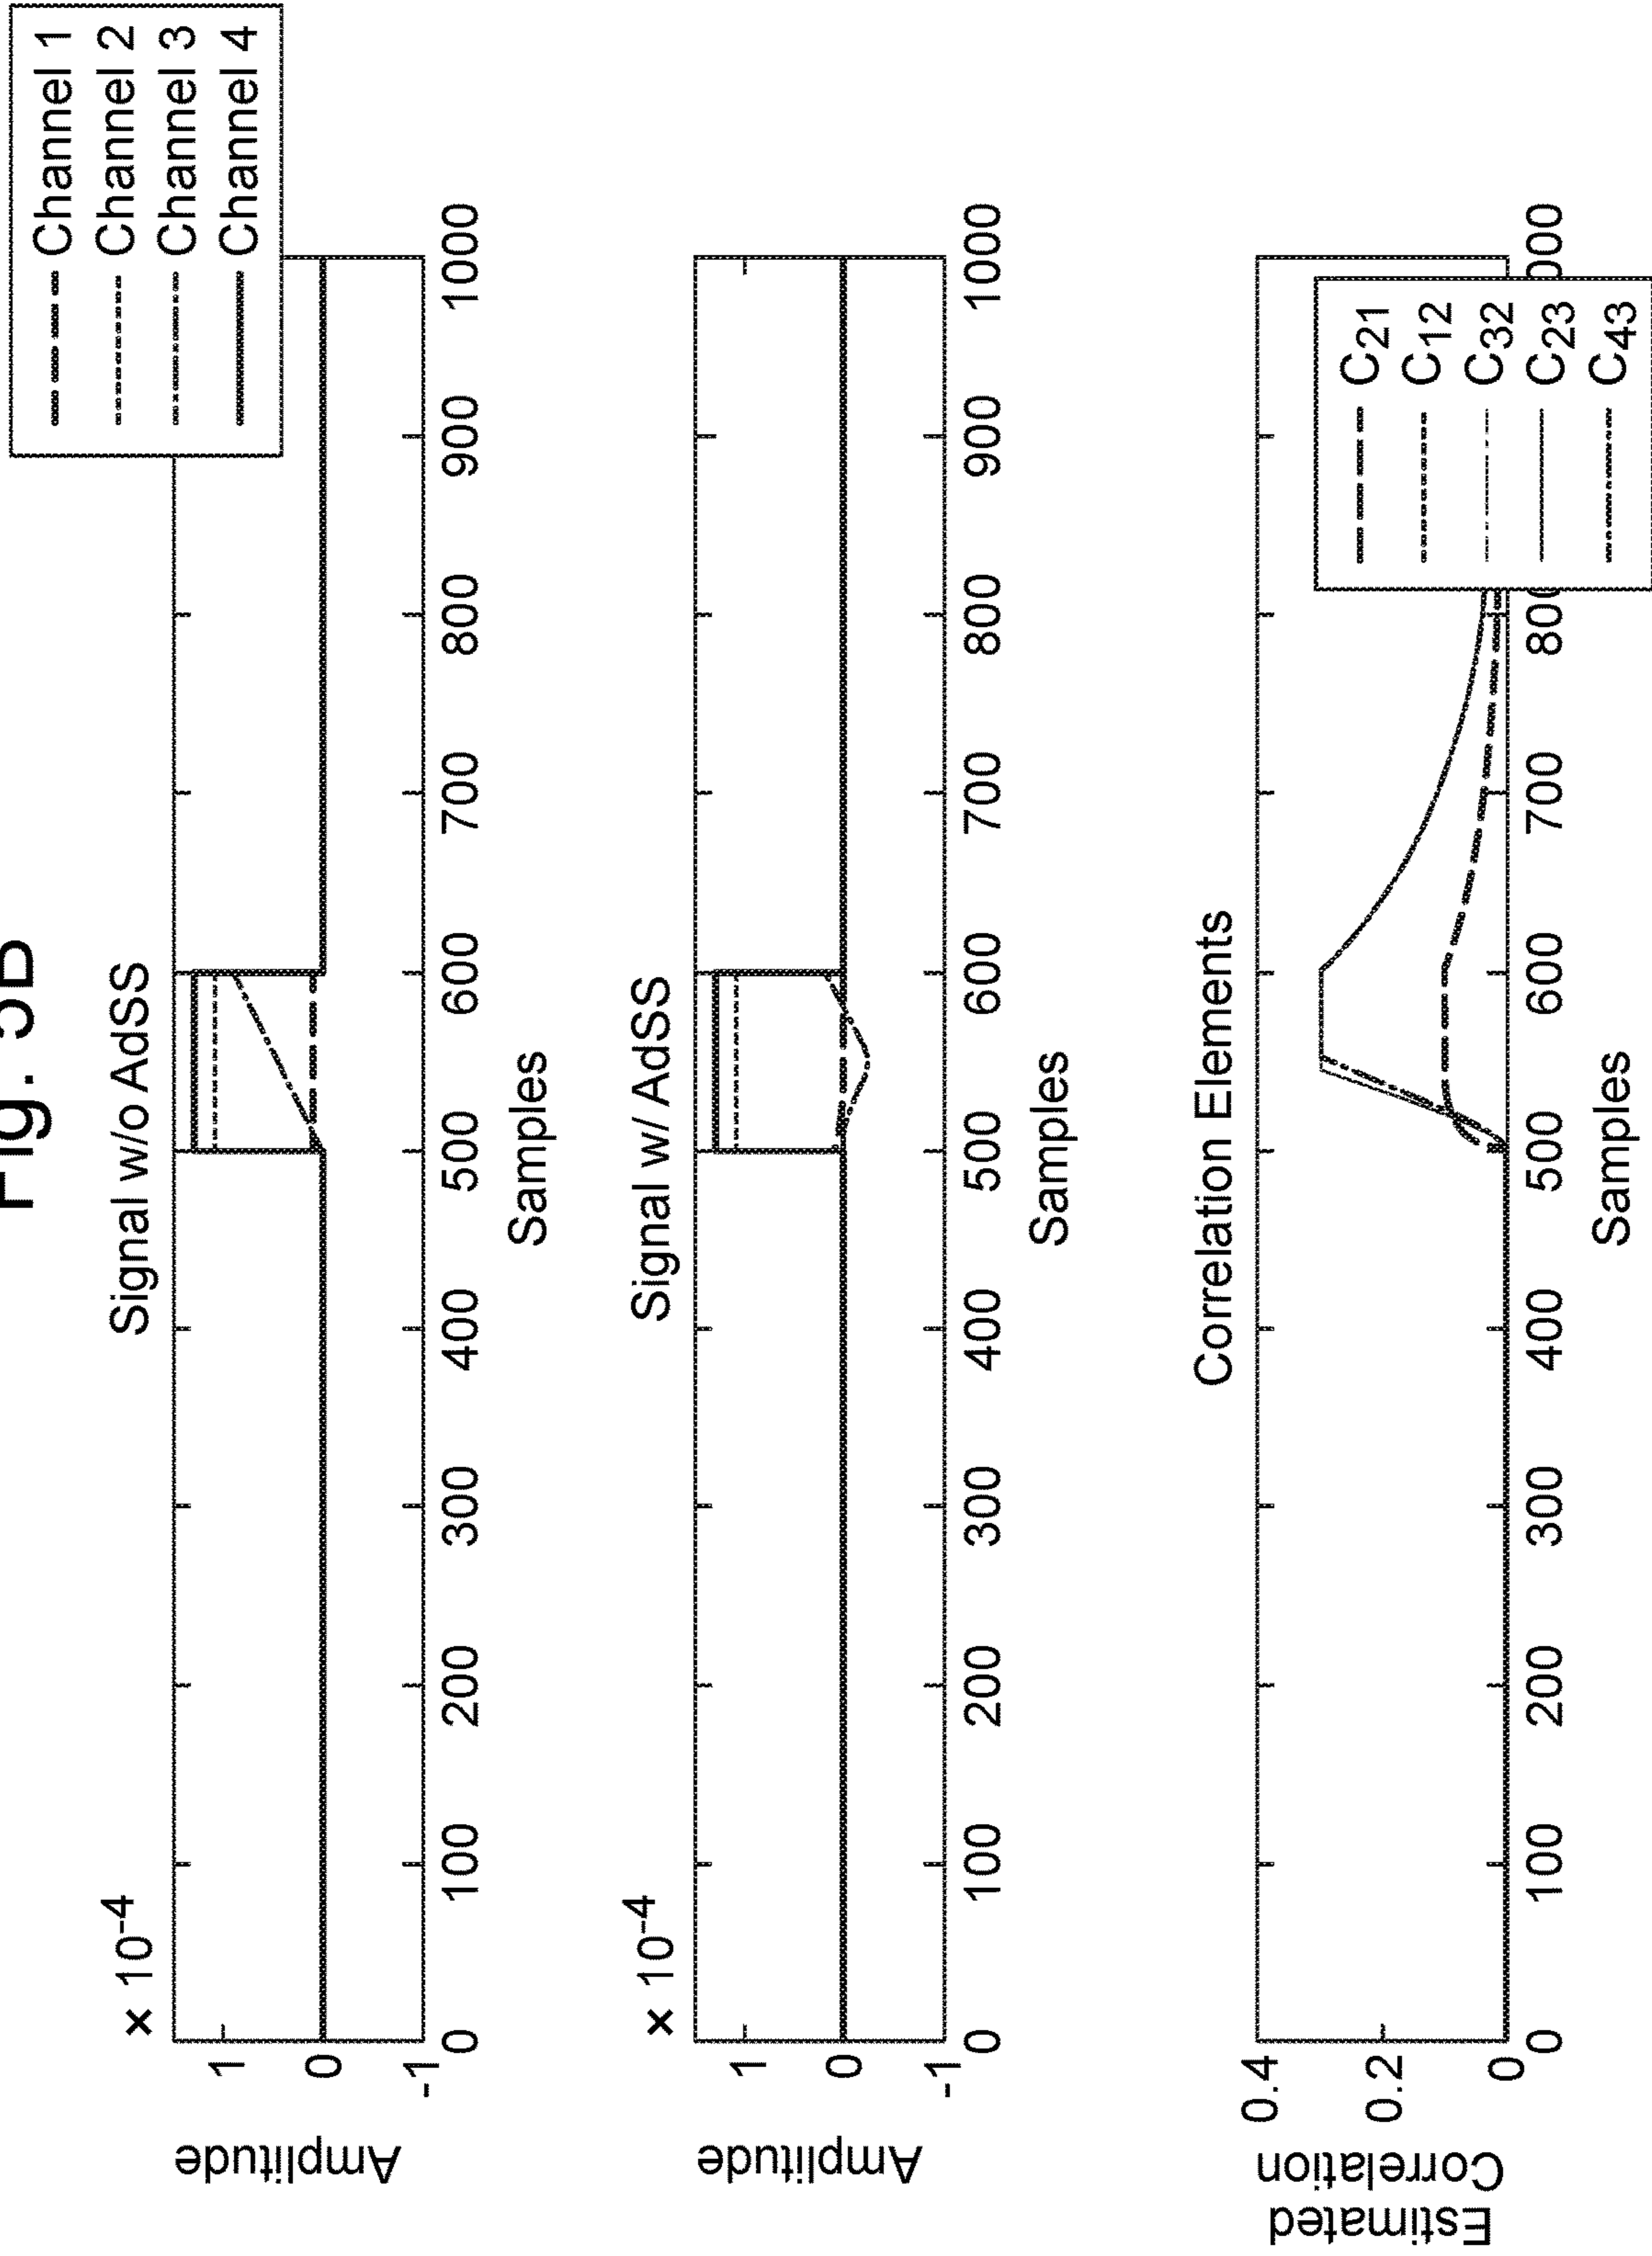 Fig. 5B
Signal w/o AdSS
× 10-4
Amplitude
1
0
-1
0 100 200 300 400 500 600 700 800 900 1000
Samples
Channel 1
Channel 2
Channel 3
Channel 4
Signal w/ AdSS
× 10-4
Amplitude
1
0
-1
0 100 200 300 400 500 600 700 800 900 1000
Samples
Correlation Elements
Estimated
Correlation
0.4
0.2
0
0 100 200 300 400 500 600 700 800 000
Samples
C21
C12
C32
C23
C43